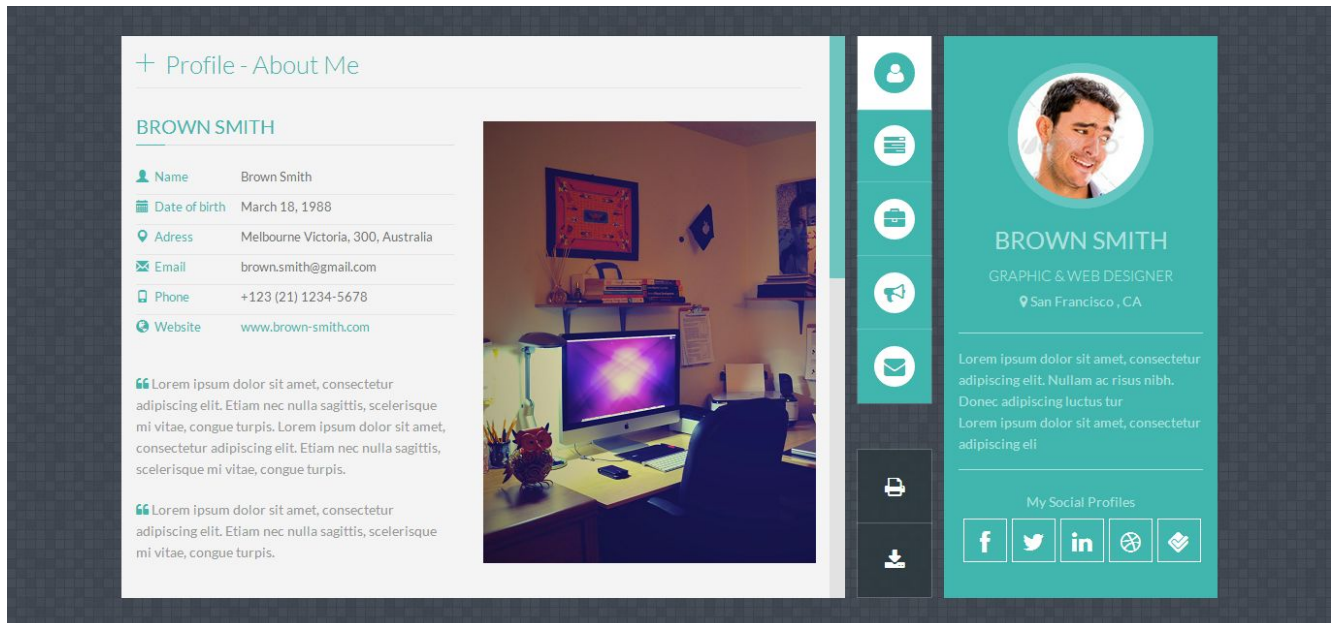 Profile - About Me
BROWN SMITH
Name Brown Smith
Date of birth March 18, 1988
Adress Melbourne Victoria, 300, Australia
Email brown.smith@gmail.com
Phone +123 (21) 1234-5678
Website www.brown-smith.com
Lorem ipsum dolor sit amet, consectetur
adipiscing elit. Etiam nec nulla sagittis, scelerisque
mi vitae, congue turpis. Lorem ipsum dolor sit amet,
consectetur adipiscing elit. Etiam nec nulla sagittis,
scelerisque mi vitae, congue turpis.
Lorem ipsum dolor sit amet, consectetur
adipiscing elit. Etiam nec nulla sagittis, scelerisque
mi vitae, congue turpis.
BROWN SMITH
GRAPHIC & WEB DESIGNER
San Francisco , CA
Lorem ipsum dolor sit amet, consectetur
adipiscing elit. Nullam ac risus nibh.
Donec adipiscing luctus tur
Lorem ipsum dolor sit amet, consectetur
adipiscing eli
My Social Profiles